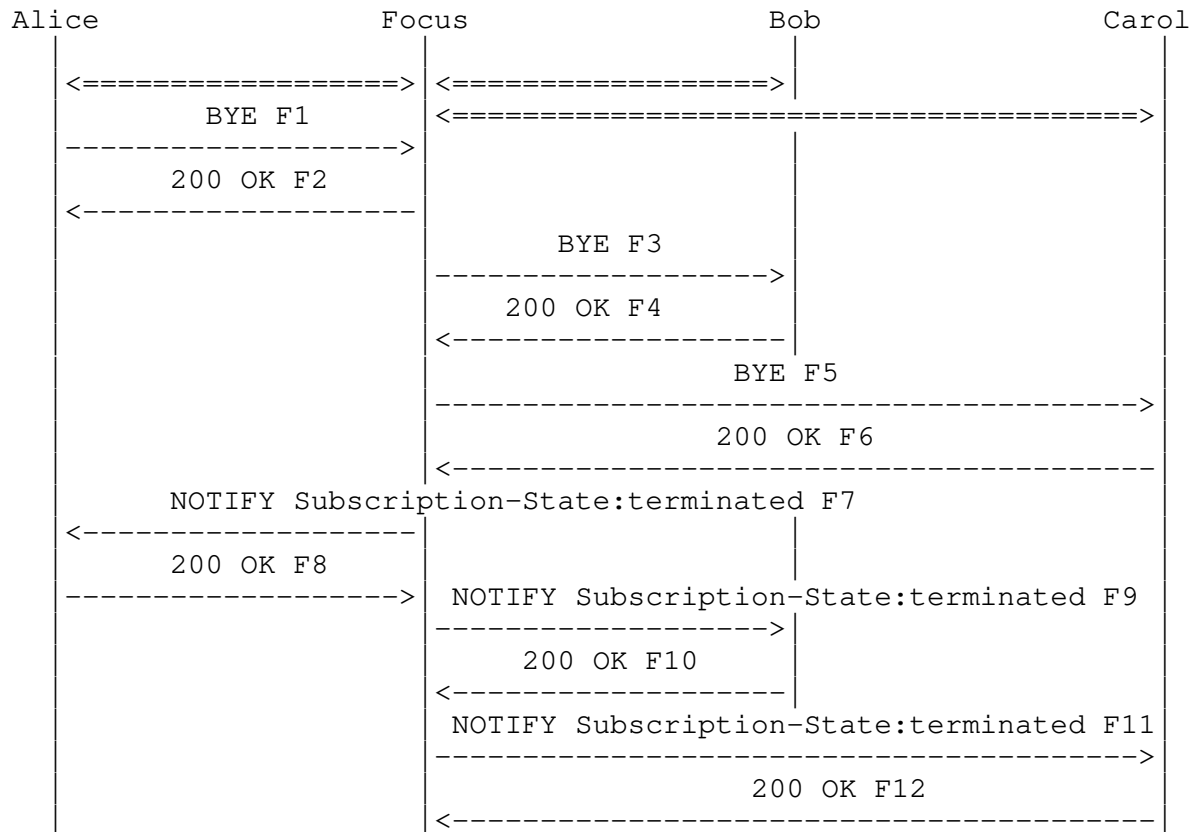 Alice Focus Bob Carol
BYE F1
200 OK F2
BYE F3
200 OK F4
BYE F5
200 OK F6
NOTIFY Subscription-State:terminated F7
200 OK F8
NOTIFY Subscription-State:terminated F9
200 OK F10
NOTIFY Subscription-State:terminated F11
200 OK F12